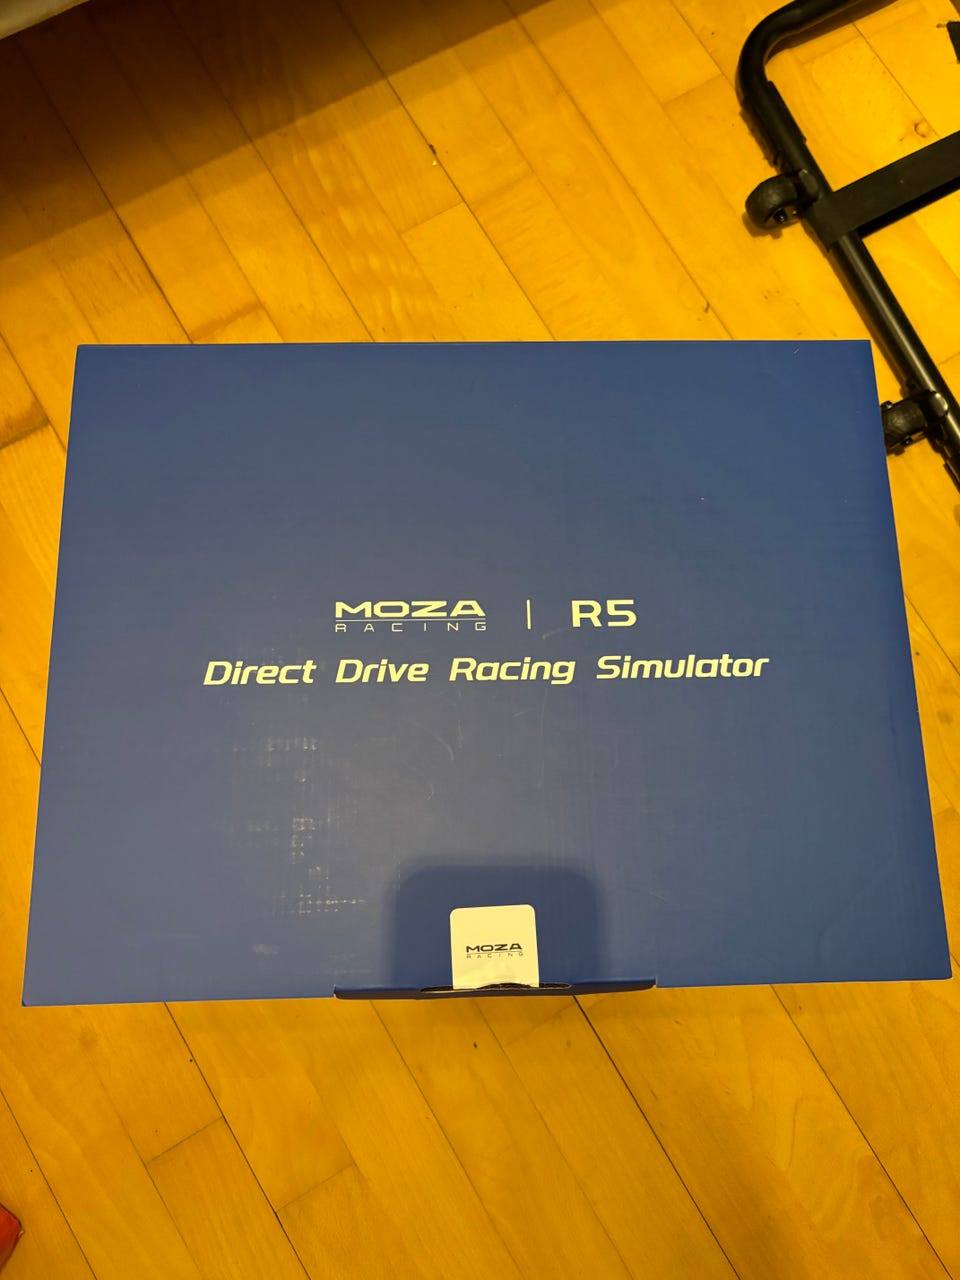 MOZA | R5
RACING
Direct Drive Racing Simulator
MOZA
RACING